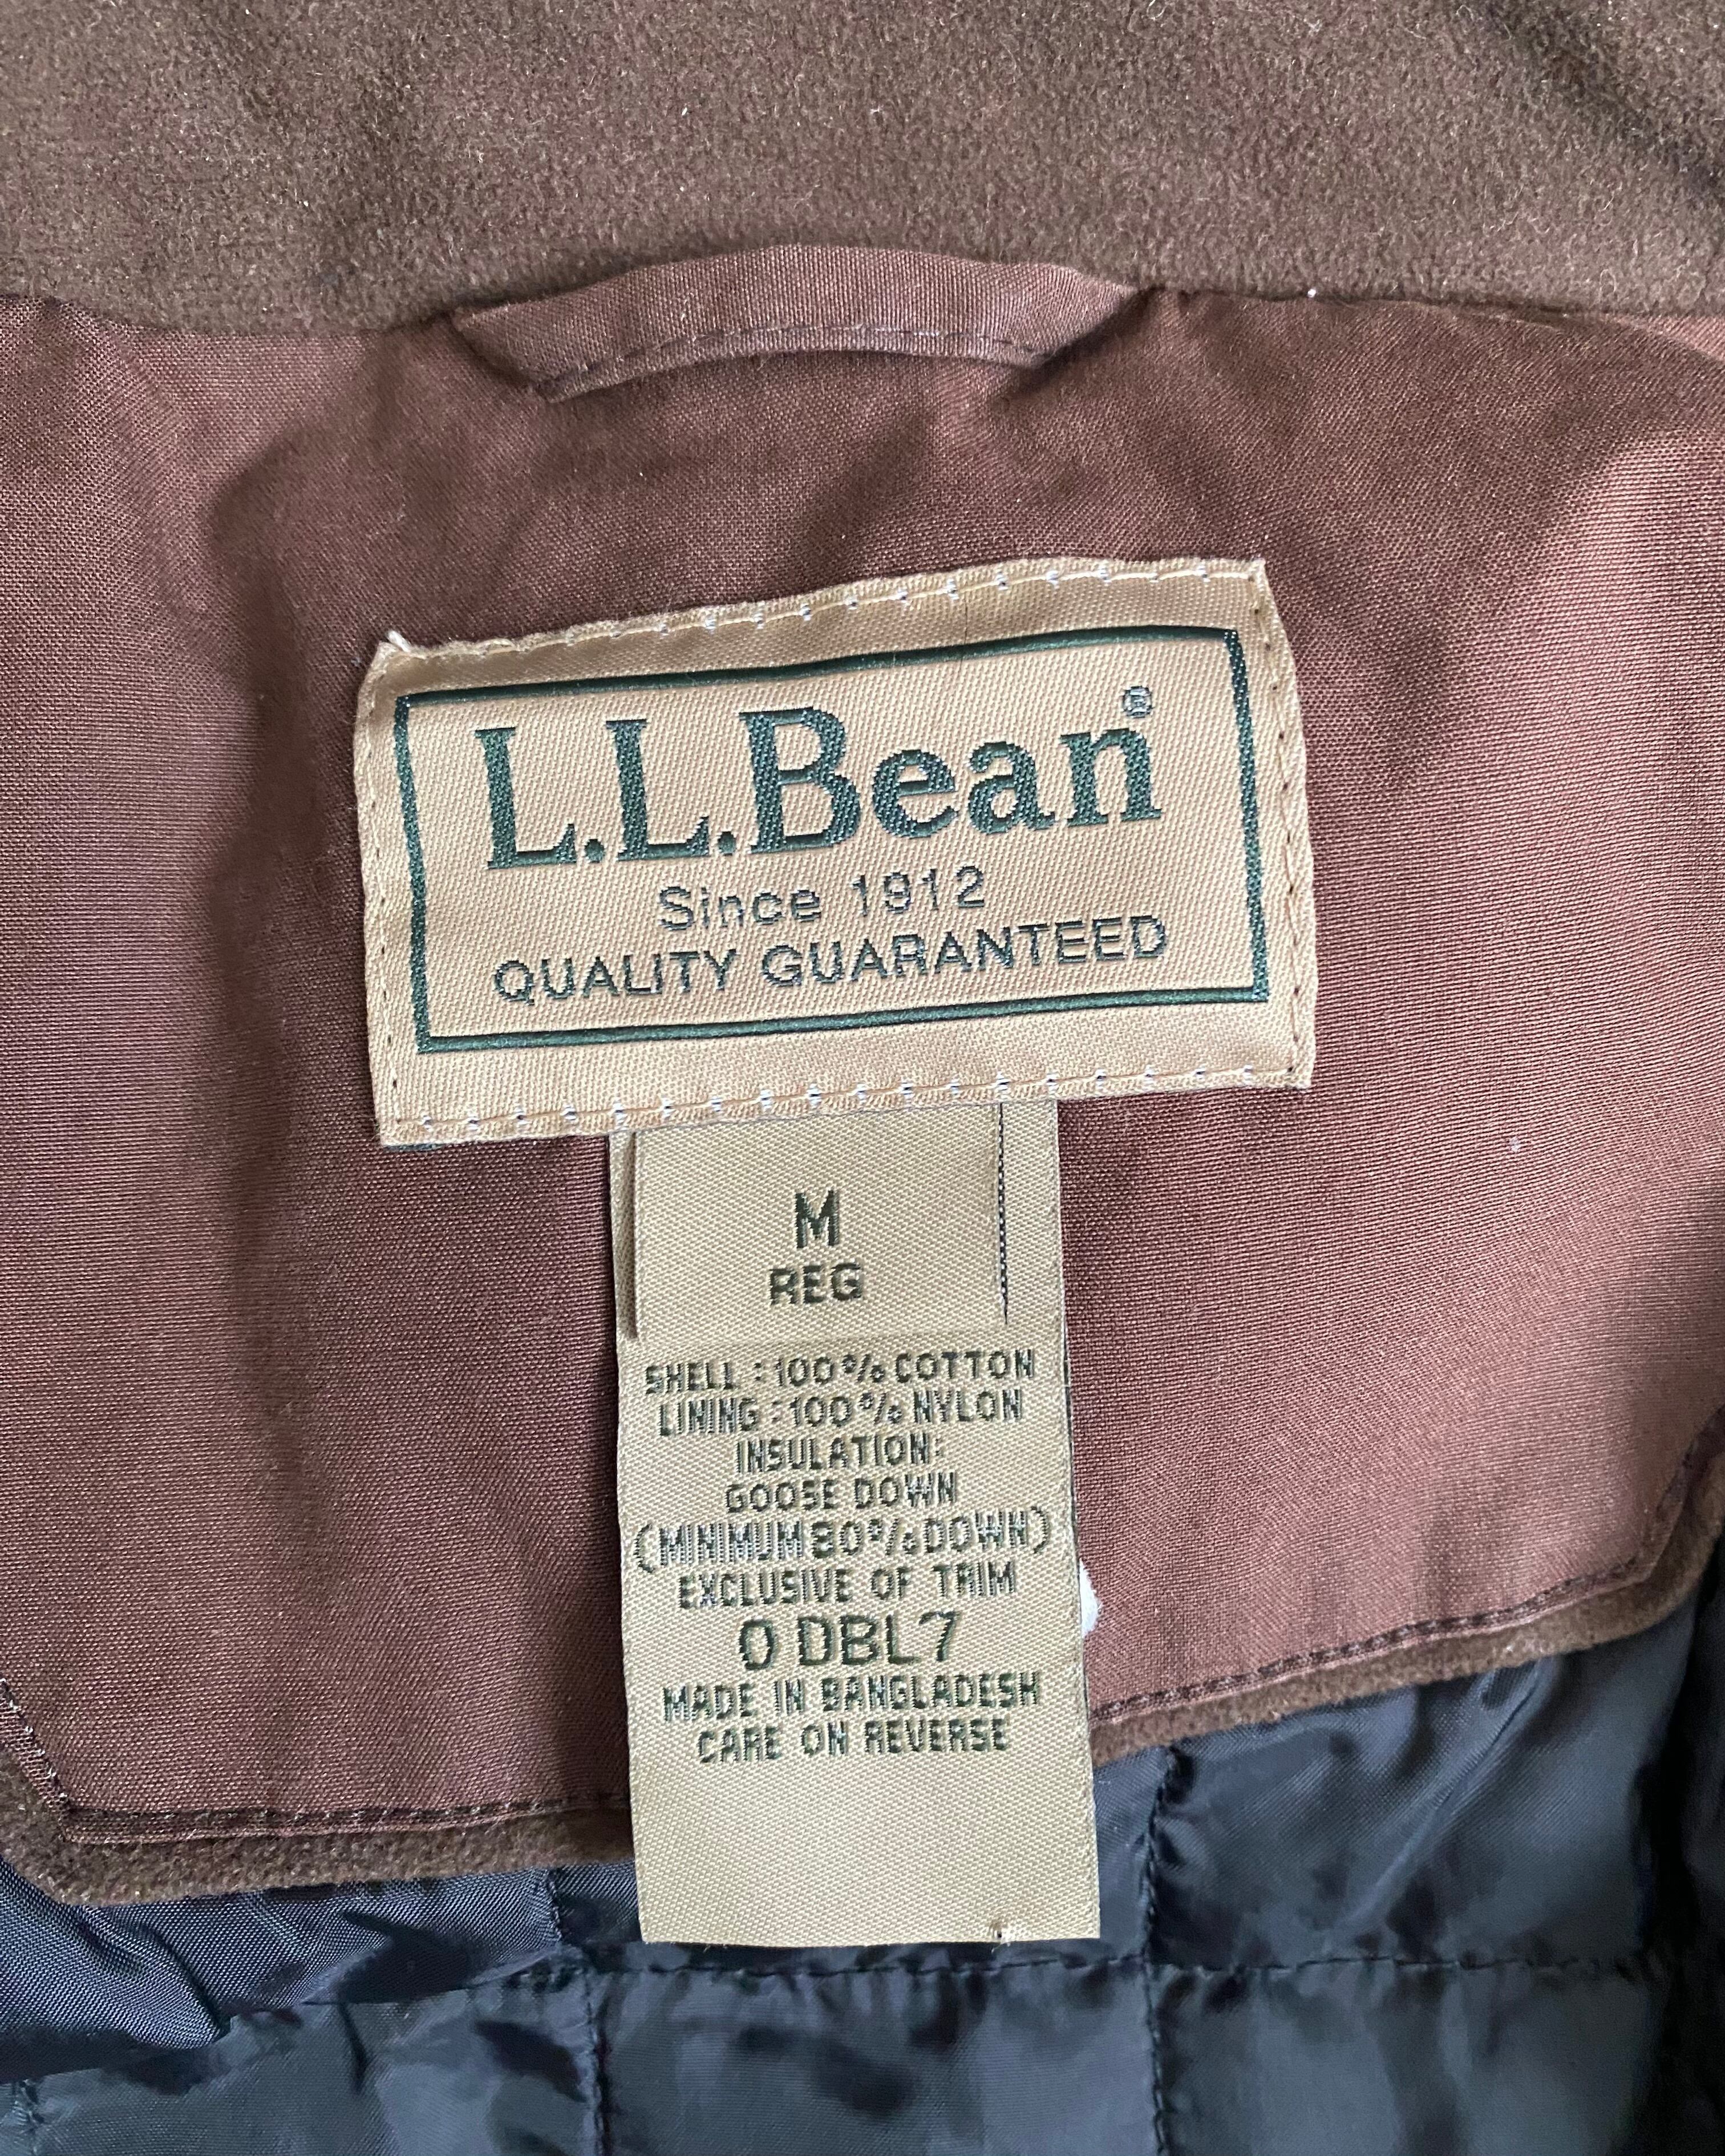 L.L.Bean®
Since 1912
QUALITY GUARANTEED
M
REG
SHELL : 100% COTTON
LINING : 100% NYLON
INSULATION:
GOOSE DOWN
(MINIMUM 80% DOWN)
EXCLUSIVE OF TRIM
0 DBL7
MADE IN BANGLADESH
CARE ON REVERSE